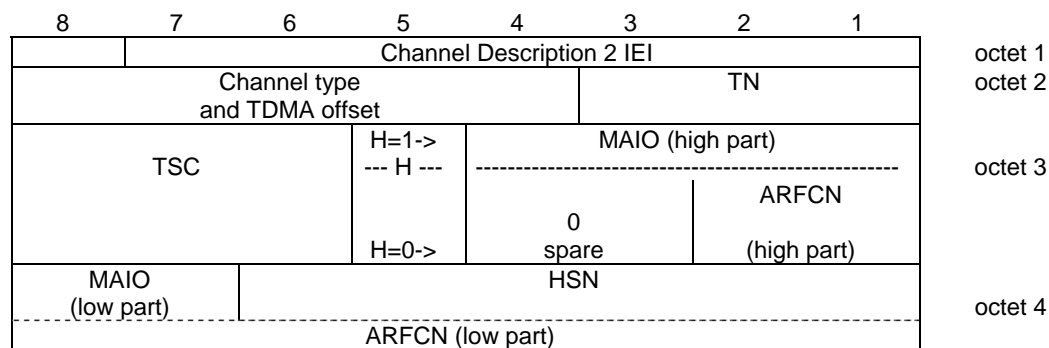 8 7 6 5 4 3 2 1
Channel Description 2 IEI octet 1
Channel type TN octet 2
and TDMA offset
H=1-> MAIO (high part)
TSC --- H --- octet 3
ARFCN
0
H=0-> spare (high part)
MAIO HSN
(low part) octet 4
ARFCN (low part)